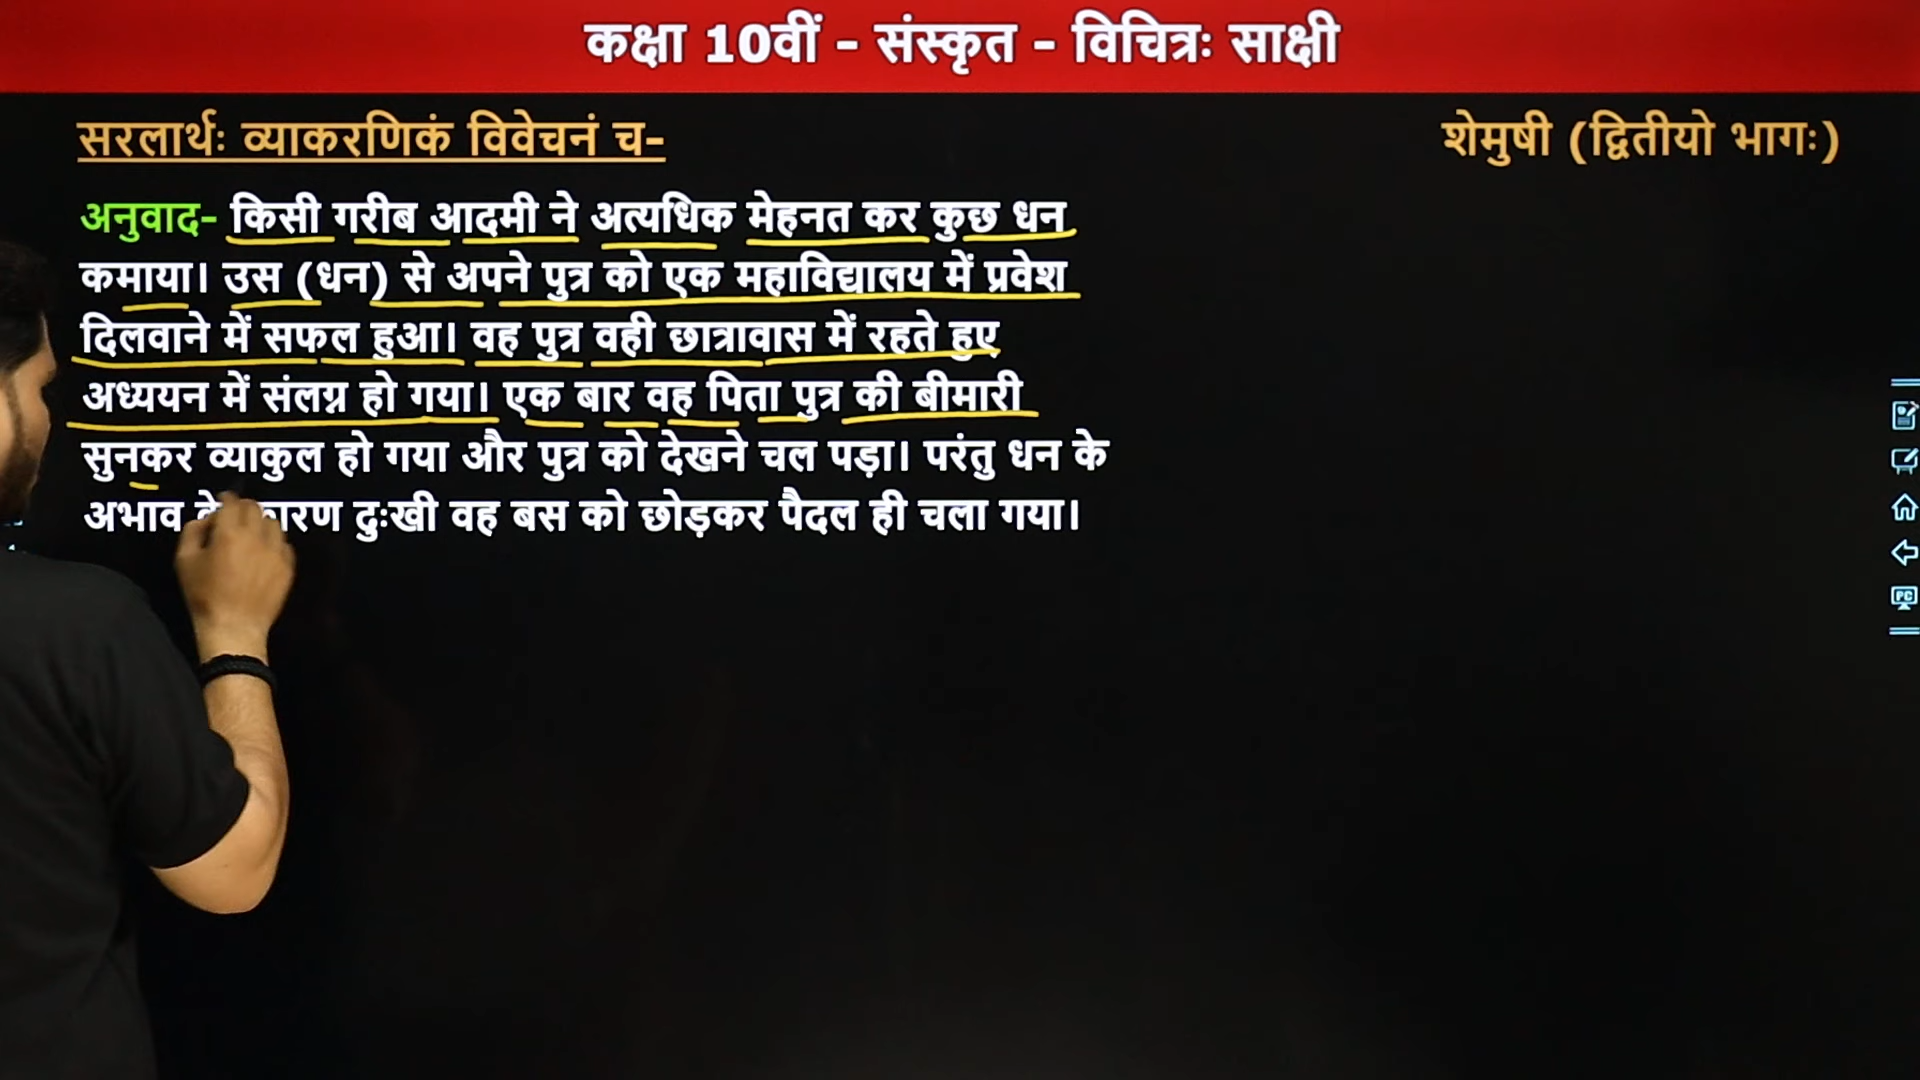 कक्षा 10वीं - संस्कृत - विचित्रः साक्षी
सरलार्थः व्याकरणिकं विवेचनं च-
शेमुषी (द्वितीयो भागः)
अनुवाद- किसी गरीब आदमी ने अत्यधिक मेहनत कर कुछ धन
कमाया। उस (धन) से अपने पुत्र को एक महाविद्यालय में प्रवेश
दिलवाने में सफल हुआ। वह पुत्र वही छात्रावास में रहते हुए
अध्ययन में संलग्न हो गया। एक बार वह पिता पुत्र की बीमारी
सुनकर व्याकुल हो गया और पुत्र को देखने चल पड़ा। परंतु धन के
अभाव दुःखी वह बस को छोड़कर पैदल ही चला गया।
PC